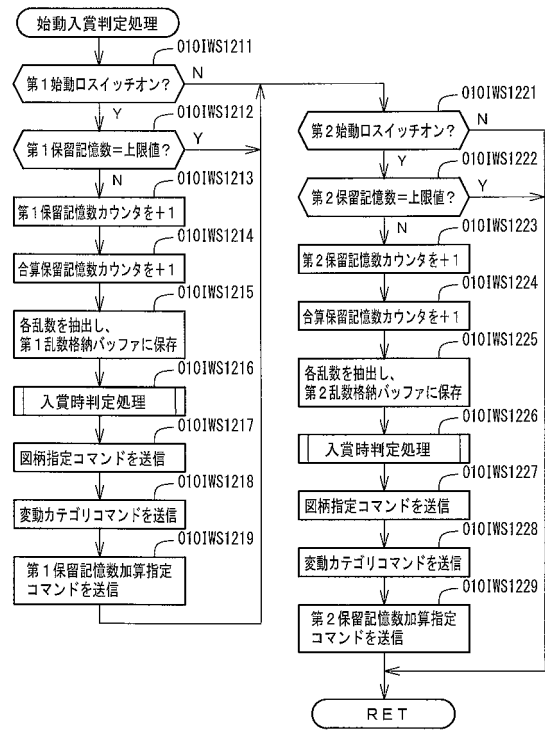 始動入賞判定処理
010IWS1211
第1始動口スイッチオン?
N
Y
010IWS1212
第1保留記憶数=上限値?
Y
N
010IWS1213
第1保留記憶数カウンタを+1
010IWS1214
合算保留記憶数カウンタを+1
010IWS1215
各乱数を抽出し、
第1乱数格納バッファに保存
010IWS1216
入賞時判定処理
010IWS1217
図柄指定コマンドを送信
010IWS1218
変動カテゴリコマンドを送信
010IWS1219
第1保留記憶数加算指定
コマンドを送信
010IWS1221
第2始動口スイッチオン?
N
Y
010IWS1222
第2保留記憶数=上限値?
Y
N
010IWS1223
第2保留記憶数カウンタを+1
010IWS1224
合算保留記憶数カウンタを+1
010IWS1225
各乱数を抽出し、
第2乱数格納バッファに保存
010IWS1226
入賞時判定処理
010IWS1227
図柄指定コマンドを送信
010IWS1228
変動カテゴリコマンドを送信
010IWS1229
第2保留記憶数加算指定
コマンドを送信
RET